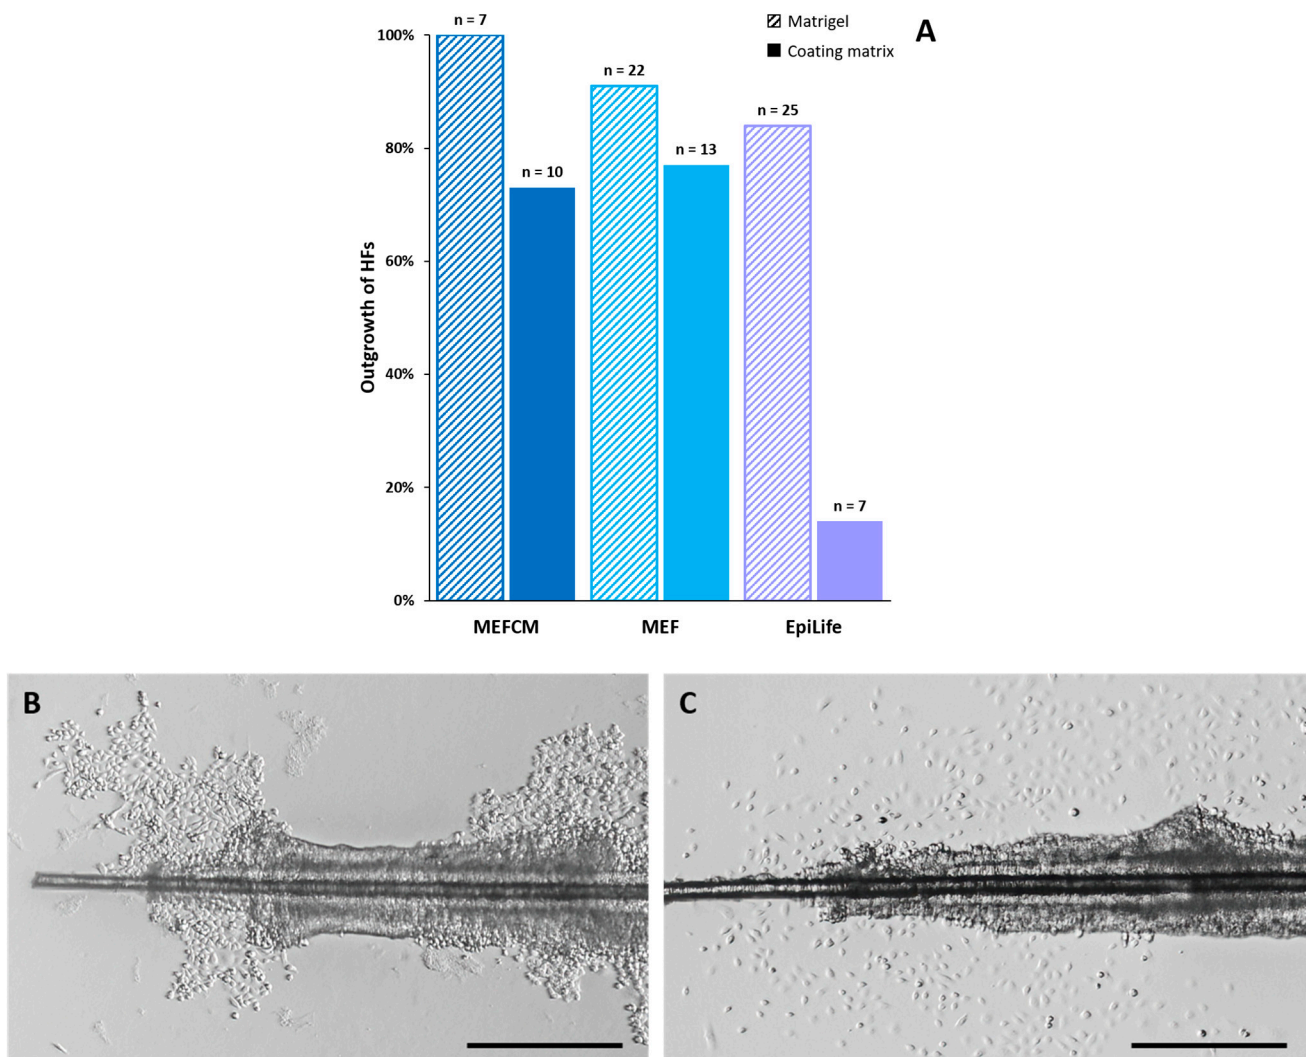 n = 7
Matrigel
A
100%
Coating matrix
n = 22
n = 25
80%
n = 13
n = 10
60%
Outgrowth of HFs
40%
20%
n = 7
0%
MEFCM
MEF
EpiLife
B
C